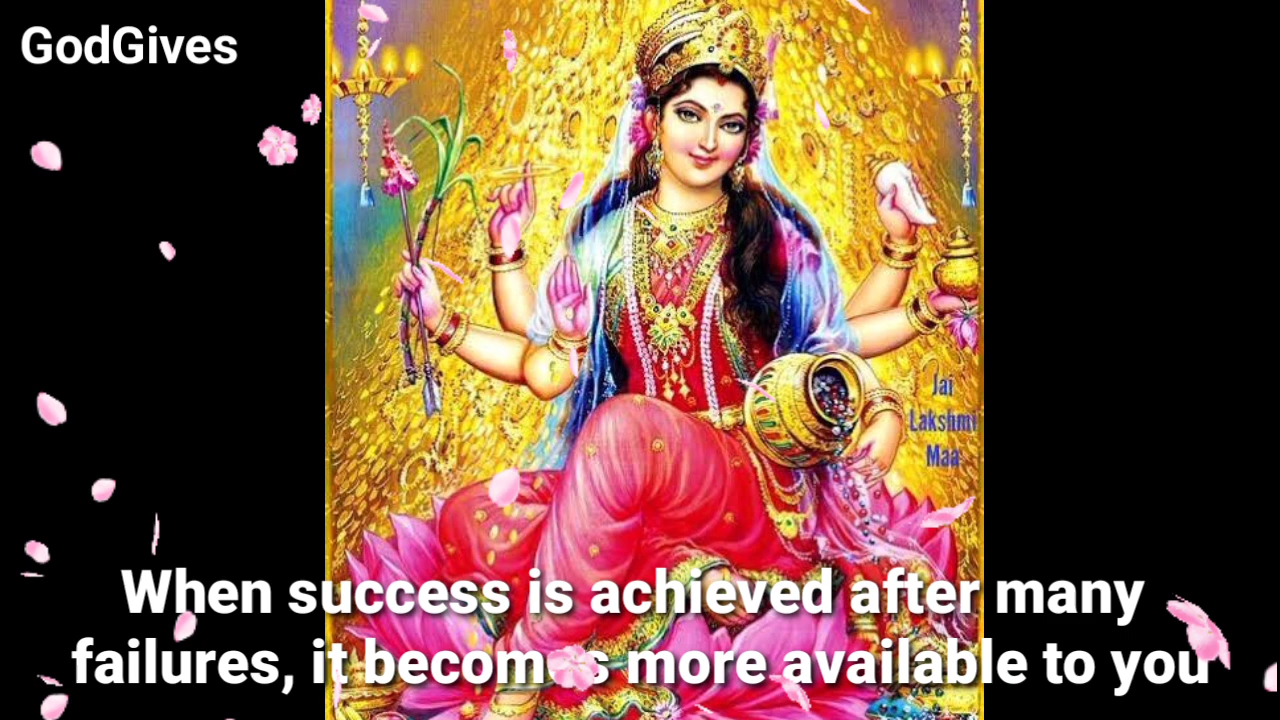 GodGives
Jai
Lakshmi
Maa
When success is achieved after many
failures, it becomes more available to you